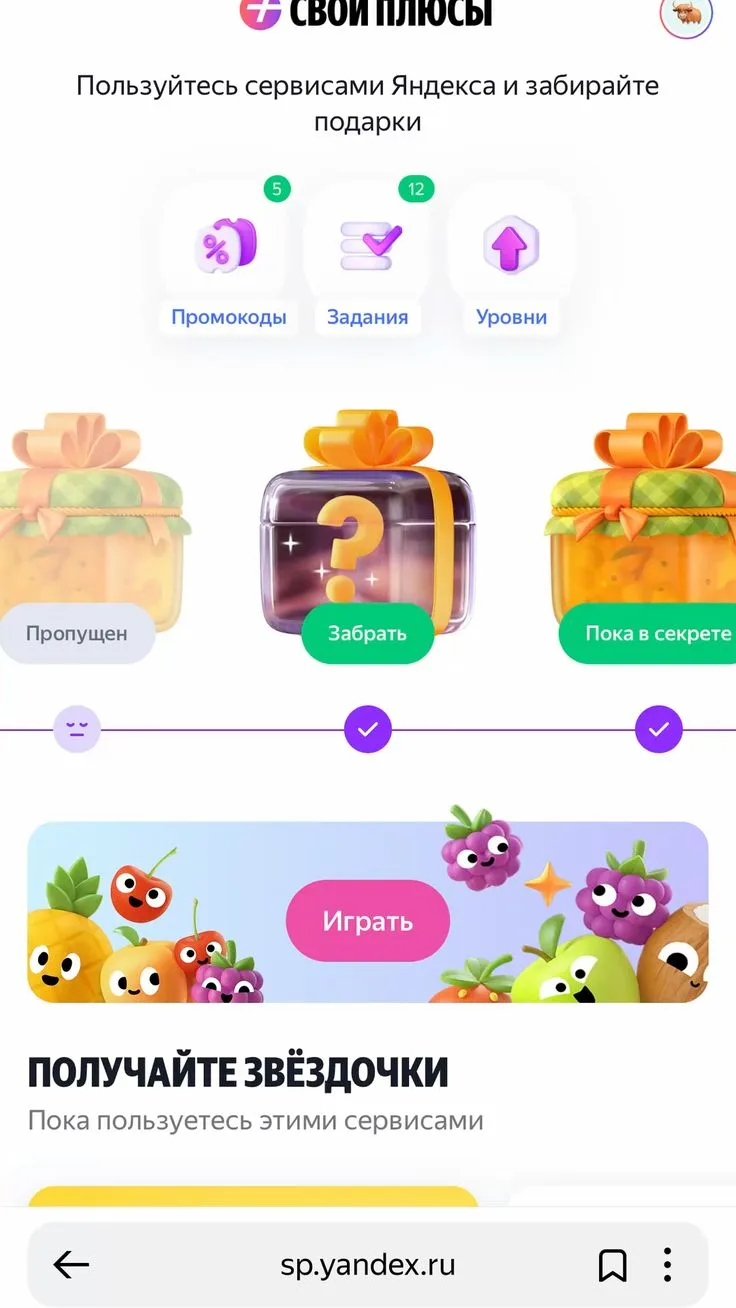 СВОИ ПЛЮСЫ
Пользуйтесь сервисами Яндекса и забирайте
подарки
5
12
%
Промокоды
Задания
Уровни
?
Пропущен
Забрать
Пока в секрете
Играть
ПОЛУЧАЙТЕ ЗВЁЗДОЧКИ
Пока пользуетесь этими сервисами
sp.yandex.ru